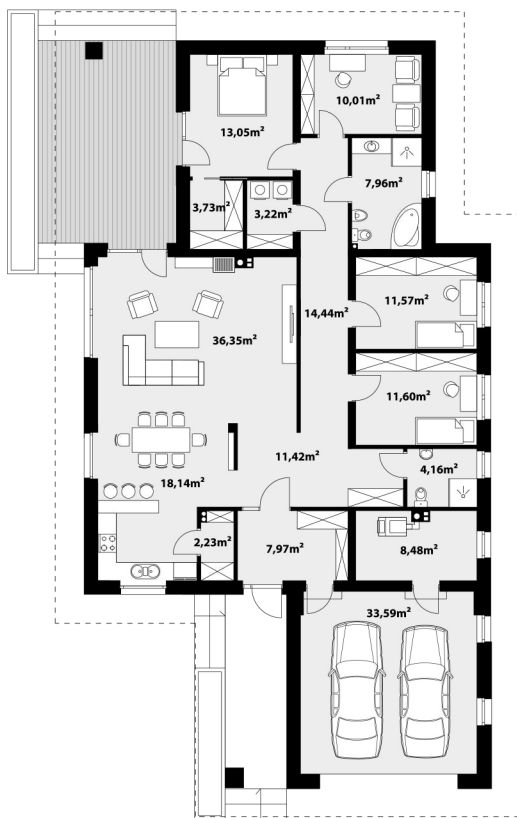 10,01m²
13,05m²
7,96m²
3,73m²
3,22m²
11,57m²
14,44m²
36,35m²
11,60m²
11,42m²
4,16m²
18,14m²
2,23m²
7,97m²
8,48m²
33,59m²